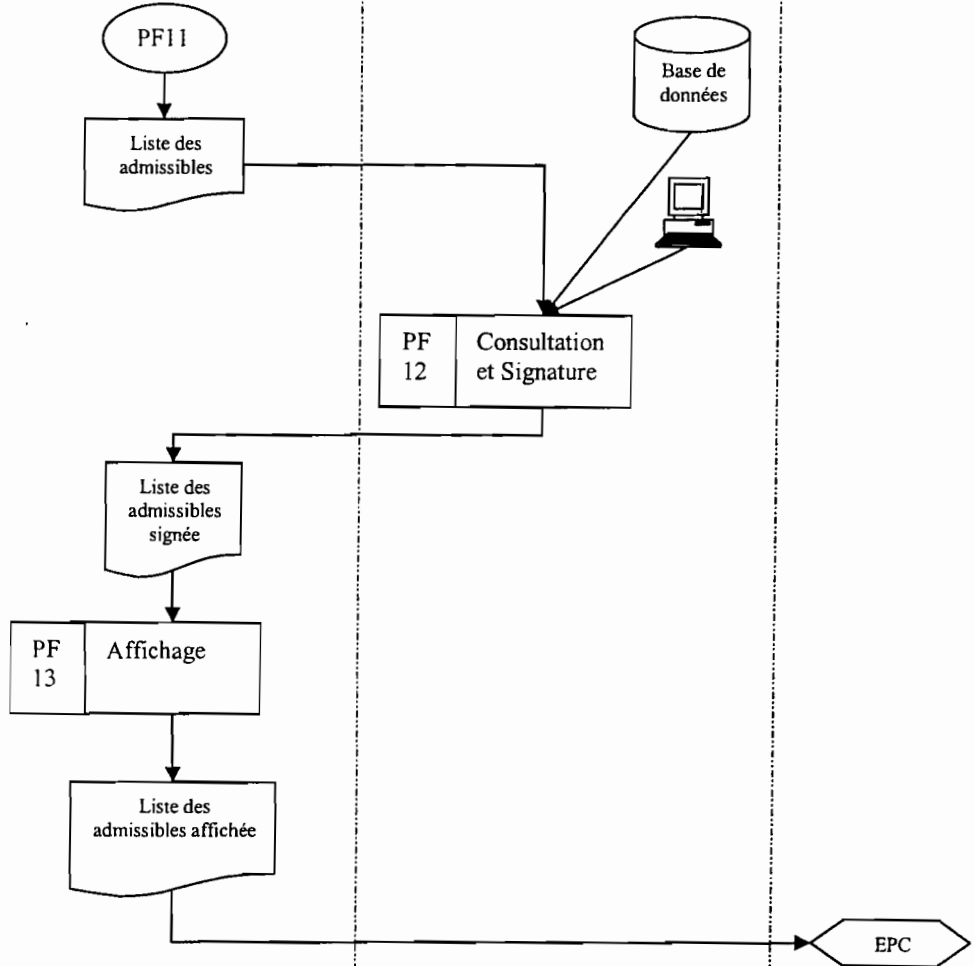 PF11
Base de
données
Liste des
admissibles
PF
12
Consultation
et Signature
Liste des
admissibles
signée
PF
13
Affichage
Liste des
admissibles affichée
EPC